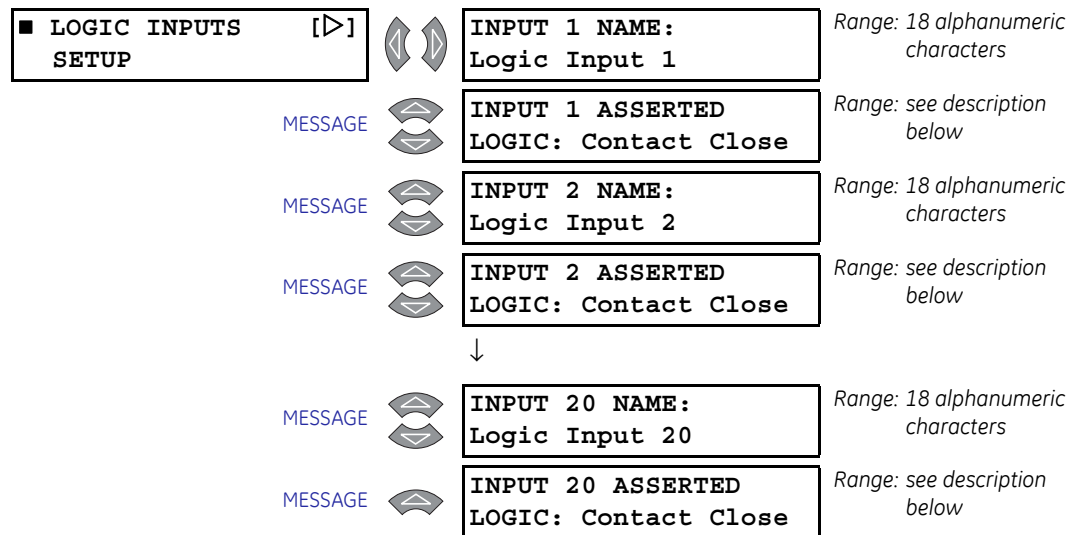 ■ LOGIC INPUTS [▷]
SETUP
INPUT 1 NAME:
Logic Input 1
Range: 18 alphanumeric
characters
MESSAGE
INPUT 1 ASSERTED
LOGIC: Contact Close
Range: see description
below
MESSAGE
INPUT 2 NAME:
Logic Input 2
Range: 18 alphanumeric
characters
MESSAGE
INPUT 2 ASSERTED
LOGIC: Contact Close
Range: see description
below
↓
MESSAGE
INPUT 20 NAME:
Logic Input 20
Range: 18 alphanumeric
characters
MESSAGE
INPUT 20 ASSERTED
LOGIC: Contact Close
Range: see description
below